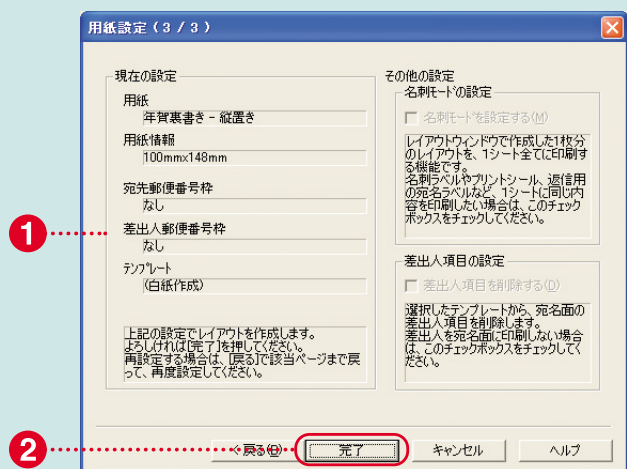 用紙設定（3／3）
現在の設定
用紙
年賀裏書き - 縦置き
用紙情報
100mm×148mm
宛先郵便番号枠
なし
差出人郵便番号枠
なし
テンプレート
(白紙作成)
上記の設定でレイアウトを作成します。
よろしければ[完了]を押してください。
再設定する場合は、[戻る]で該当ページまで戻
って、再度設定してください。
その他の設定
名刺モードの設定
名刺モードを設定する(M)
レイアウトウィンドウで作成した1枚分
のレイアウトを、1シート全てに印刷す
る機能です。
名刺ラベルやプリントシール、返信用
の宛名ラベルなど、1シートに同じ内
容を印刷したい場合は、このチェック
ボックスをチェックしてください。
差出人項目の設定
差出人項目を削除する(D)
選択したテンプレートから、宛名面の
差出人項目を削除します。
差出人を宛名面に印刷しない場合
は、このチェックボックスをチェックしてく
ださい。
1
2
< 戻る(B)
完了
キャンセル
ヘルプ